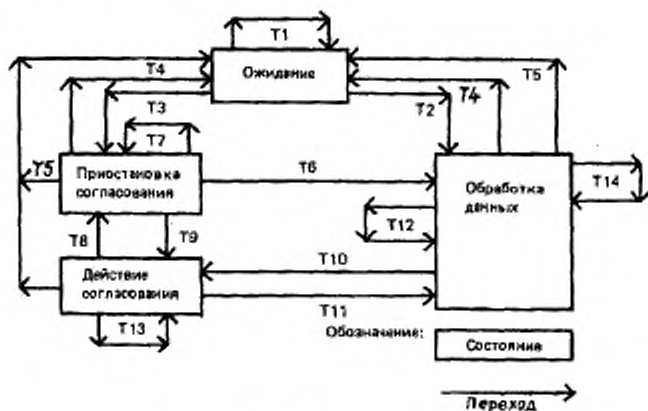 T1
Ожидание
T4
T5
T3
T2
T4
T7
T5
Приостановка
согласования
T6
Обработка
данных
T14
T8
T9
T12
Действие
согласования
T10
T11
T13
Обозначение:
Состояние
Переход